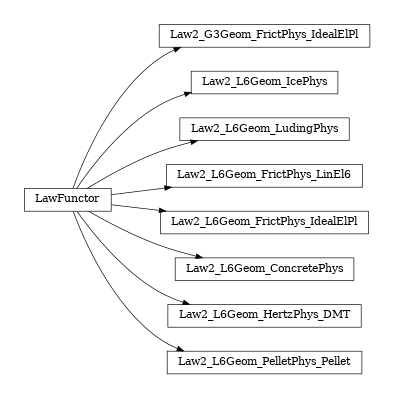 Law2_G3Geom_FrictPhys_IdealElPl
Law2_L6Geom_IcePhys
Law2_L6Geom_LudingPhys
Law2_L6Geom_FrictPhys_LinEl6
LawFunctor
Law2_L6Geom_FrictPhys_IdealElPl
Law2_L6Geom_ConcretePhys
Law2_L6Geom_HertzPhys_DMT
Law2_L6Geom_PelletPhys_Pellet